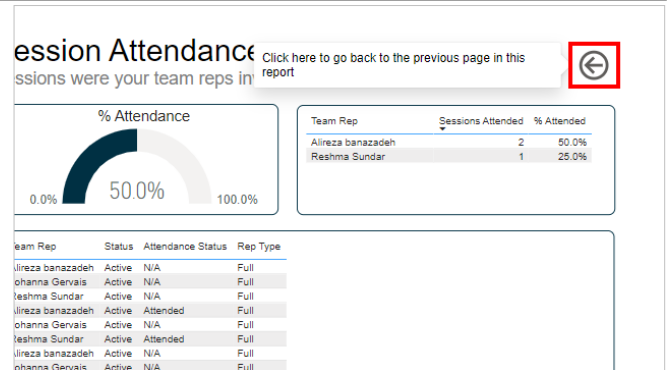 ession Attendance
ssions were your team reps in
Click here to go back to the previous page in this
report
% Attendance
0.0%
50.0%
100.0%
Team Rep Sessions Attended % Attended
Alireza banazadeh 2 50.0%
Reshma Sundar 1 25.0%
eam Rep Status Attendance Status Rep Type
Alireza banazadeh Active N/A Full
ohanna Gervais Active N/A Full
Reshma Sundar Active N/A Full
Alireza banazadeh Active Attended Full
ohanna Gervais Active N/A Full
Reshma Sundar Active Attended Full
Alireza banazadeh Active N/A Full
ohanna Gervais Active N/A Full